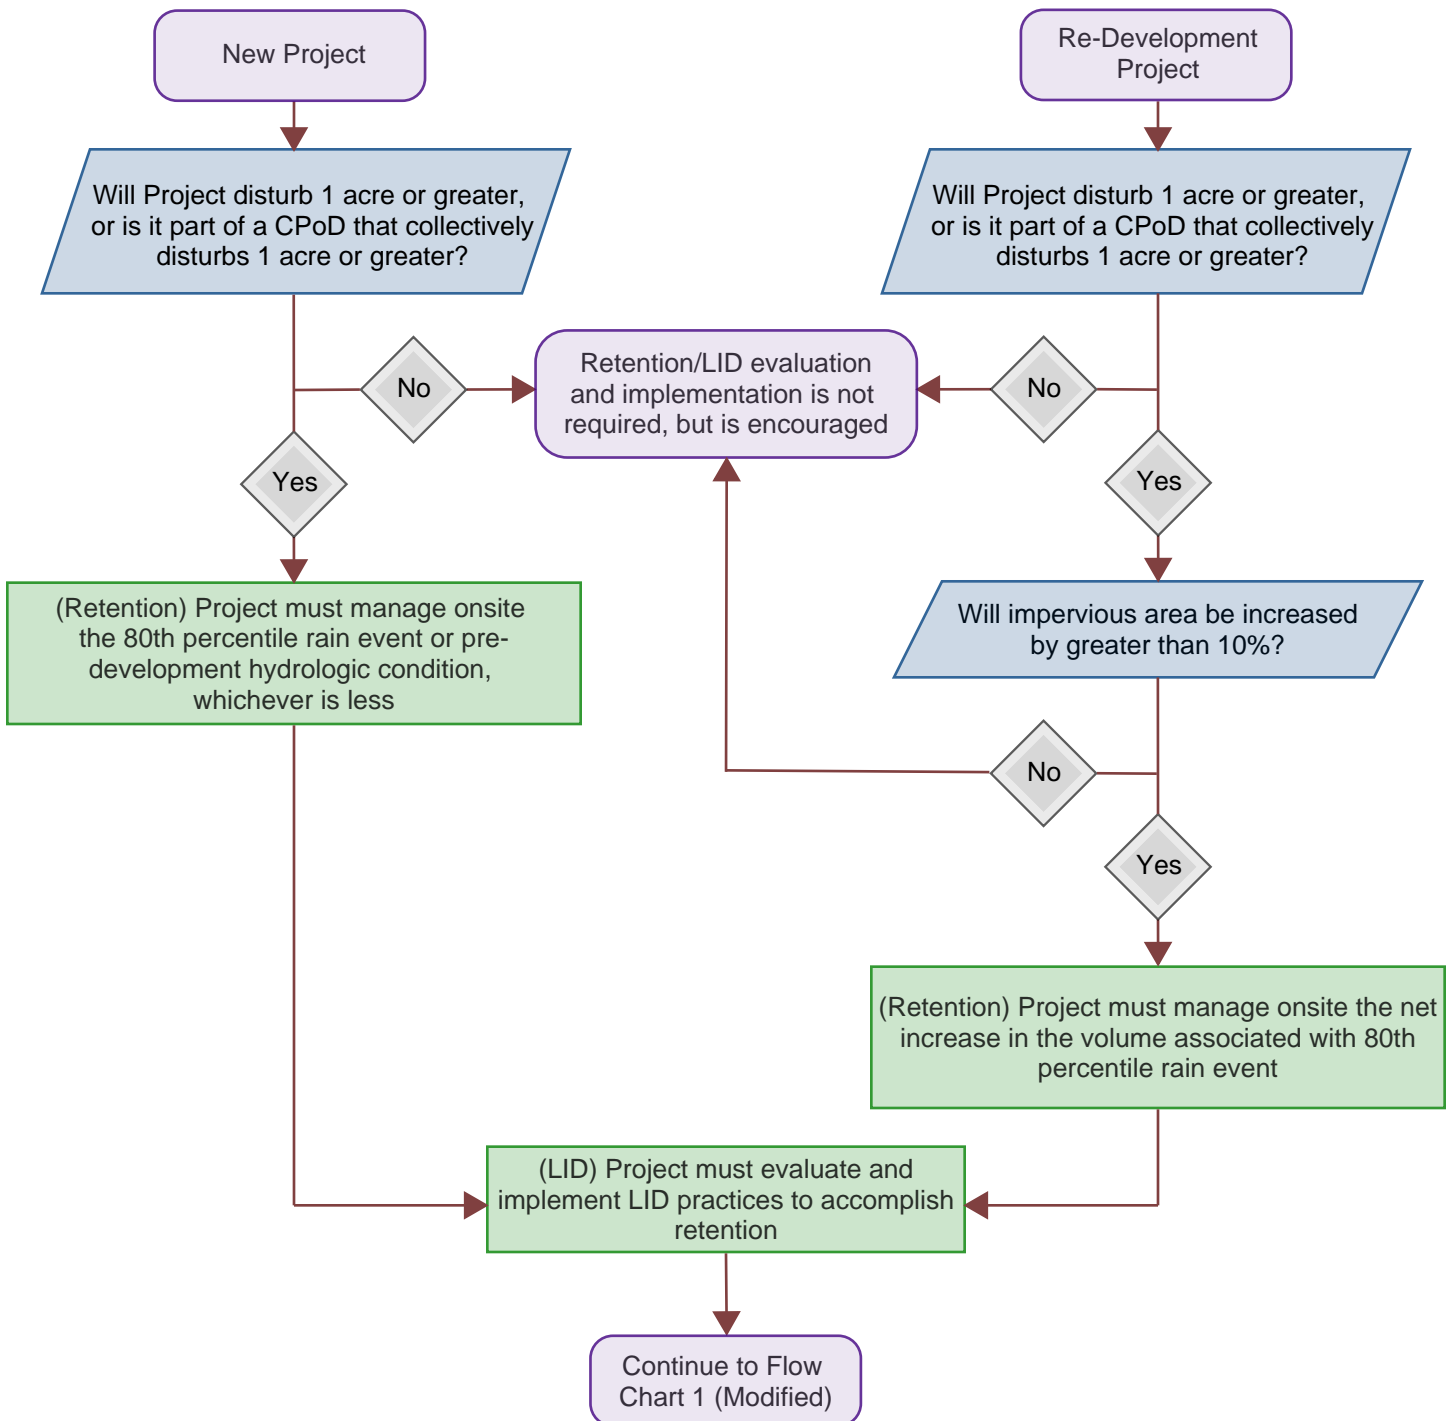 New Project
Re-Development
Project
Will Project disturb 1 acre or greater,
or is it part of a CPoD that collectively
disturbs 1 acre or greater?
Will Project disturb 1 acre or greater,
or is it part of a CPoD that collectively
disturbs 1 acre or greater?
No
Retention/LID evaluation
and implementation is not
required, but is encouraged
No
Yes
Yes
(Retention) Project must manage onsite
the 80th percentile rain event or pre-
development hydrologic condition,
whichever is less
Will impervious area be increased
by greater than 10%?
No
Yes
(Retention) Project must manage onsite the net
increase in the volume associated with 80th
percentile rain event
(LID) Project must evaluate and
implement LID practices to accomplish
retention
Continue to Flow
Chart 1 (Modified)